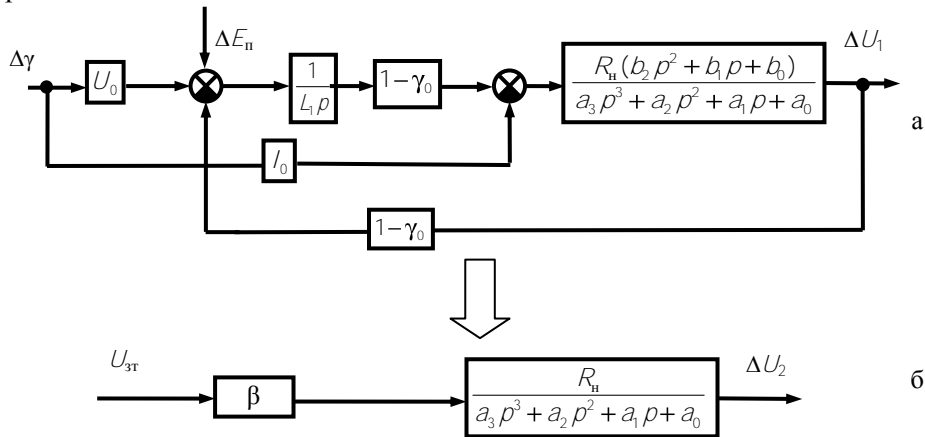 ΔE_п
Δγ
U_0
1
L_1 p
1−γ_0
R_н (b_2 p^2 + b_1 p + b_0)
a_3 p^3 + a_2 p^2 + a_1 p + a_0
ΔU_1
а
I_0
1−γ_0
U_зт
β
R_н
a_3 p^3 + a_2 p^2 + a_1 p + a_0
ΔU_2
б